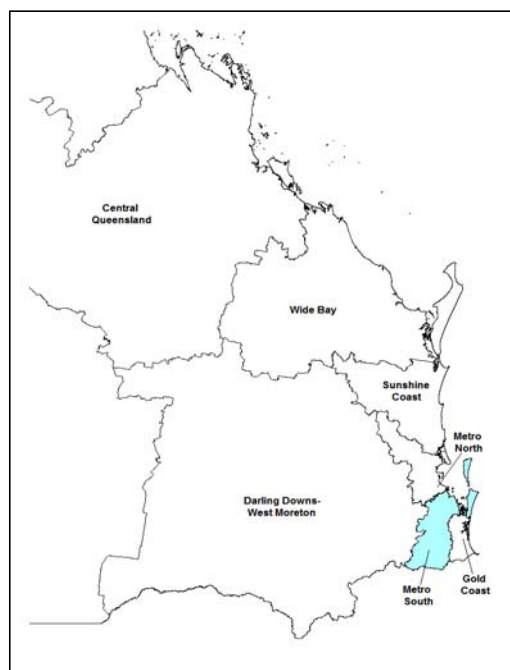 Central
Queensland
Wide Bay
Sunshine
Coast
Metro
North
Darling Downs-
West Moreton
Metro
South
Gold
Coast